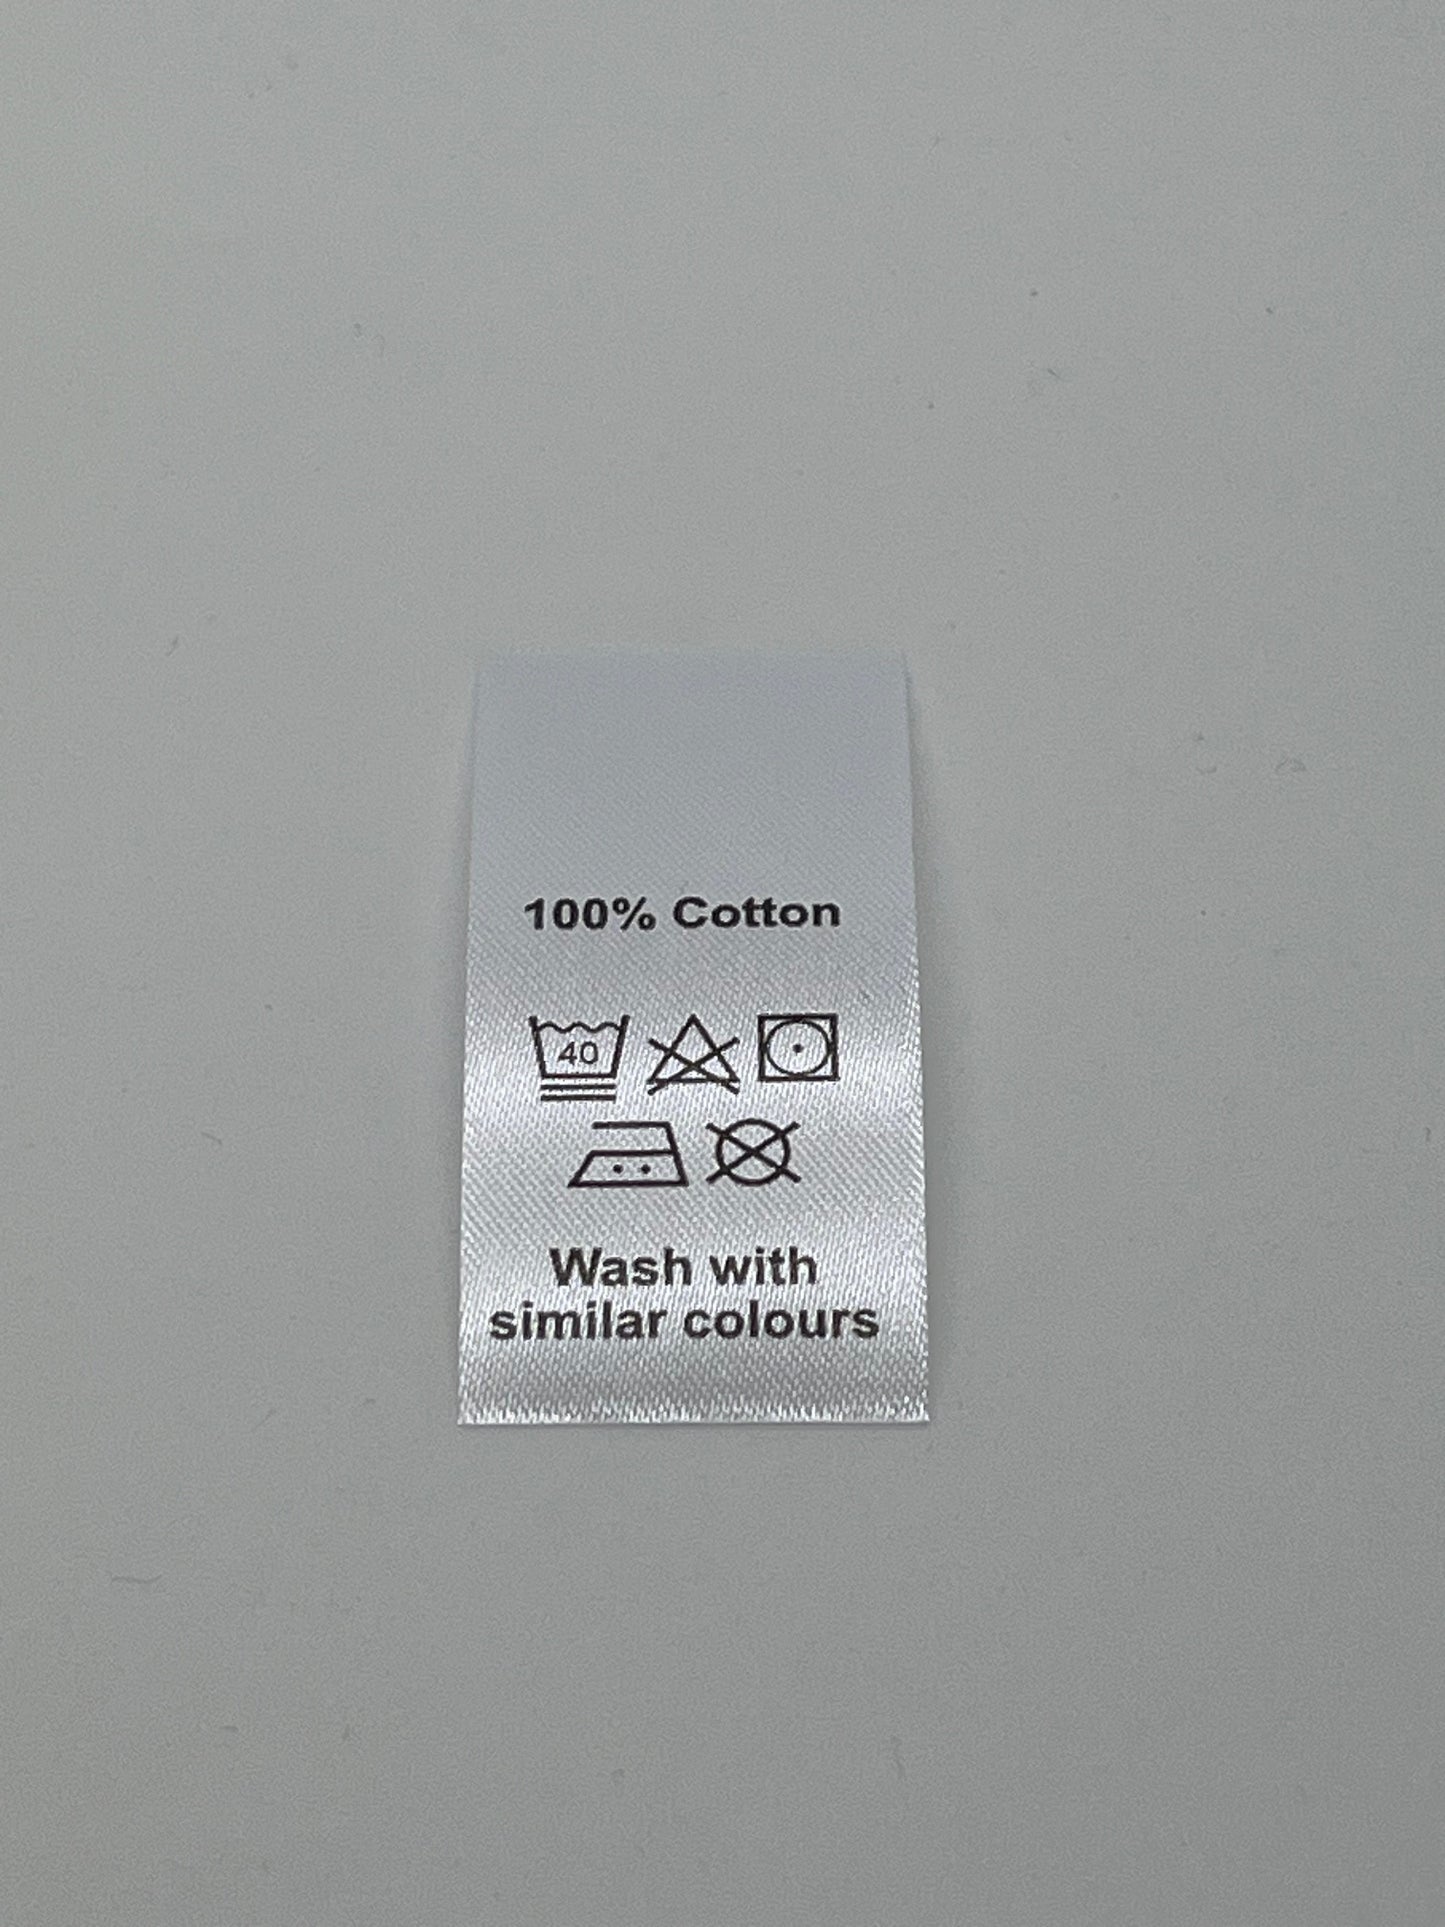 100% Cotton
40
Wash with
similar colours